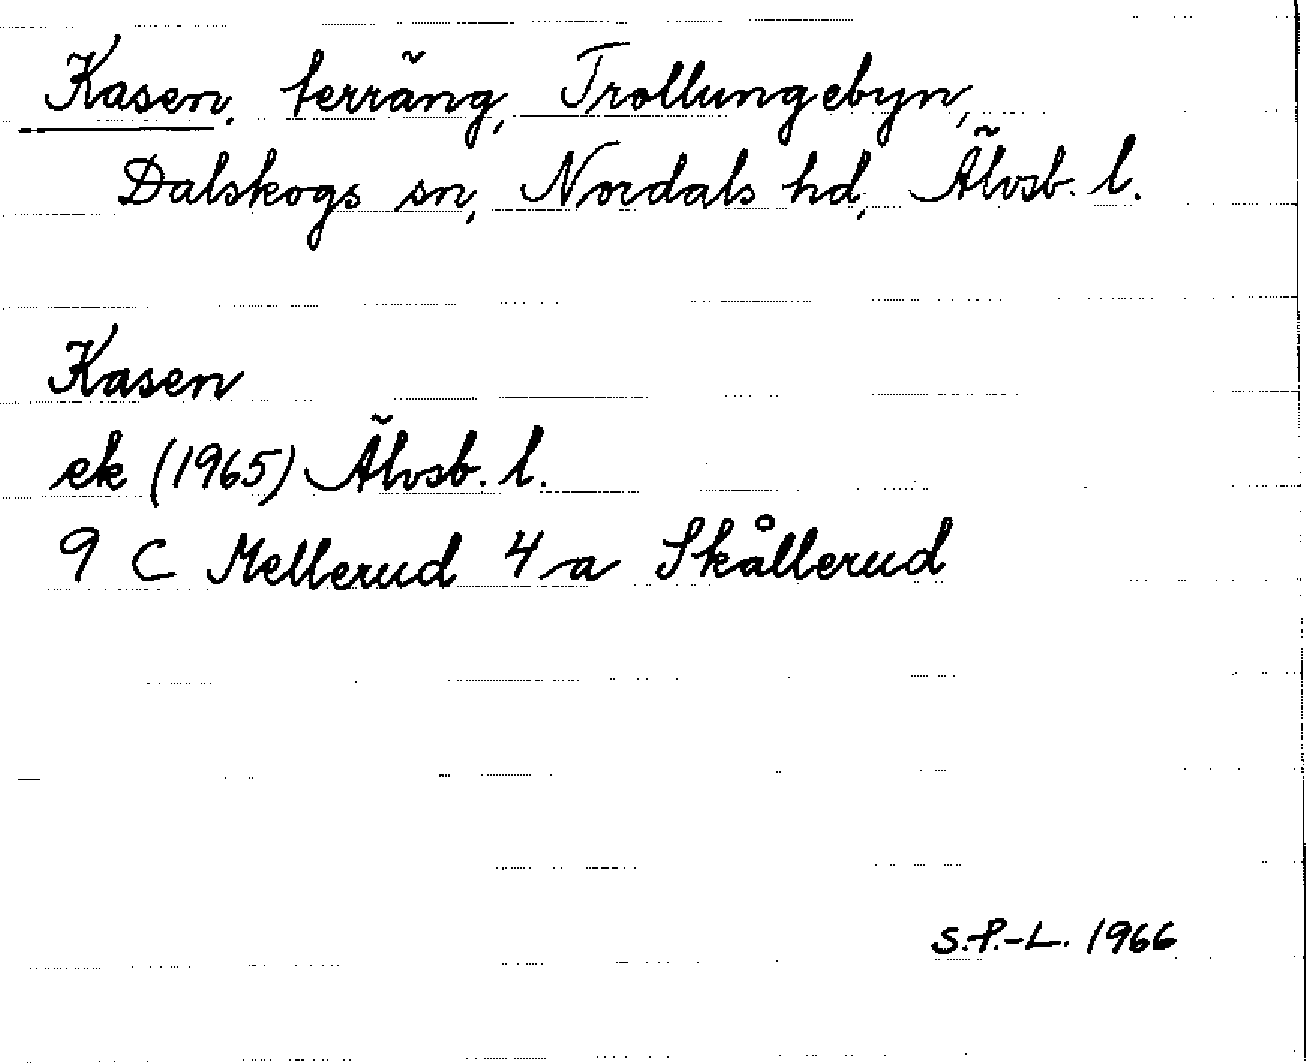 Kasen, terräng, Trollungebyn,
Dalskogs sn, Nordals hd, Älvsb. l.
Kasen
ek (1965) Älvsb. l.
9 C Mellerud 4 a Skållerud
S.P.-L. 1966